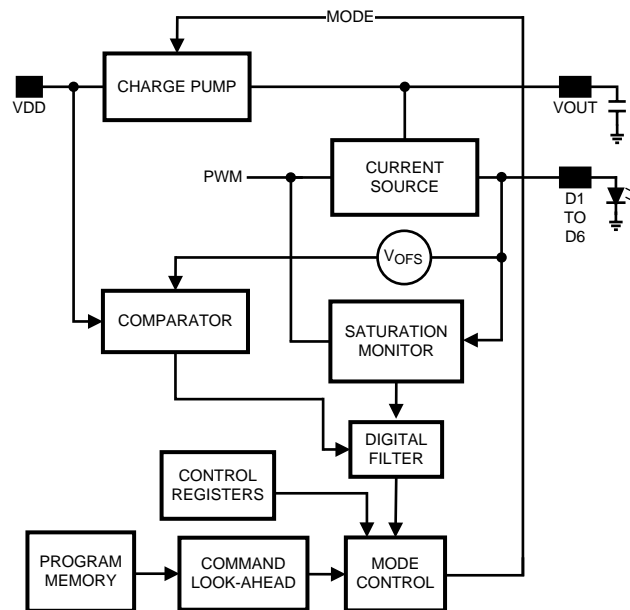 MODE
CHARGE PUMP
VDD
VOUT
PWM
CURRENT
SOURCE
D1
TO
D6
VOFS
COMPARATOR
SATURATION
MONITOR
DIGITAL
FILTER
CONTROL
REGISTERS
PROGRAM
MEMORY
COMMAND
LOOK-AHEAD
MODE
CONTROL